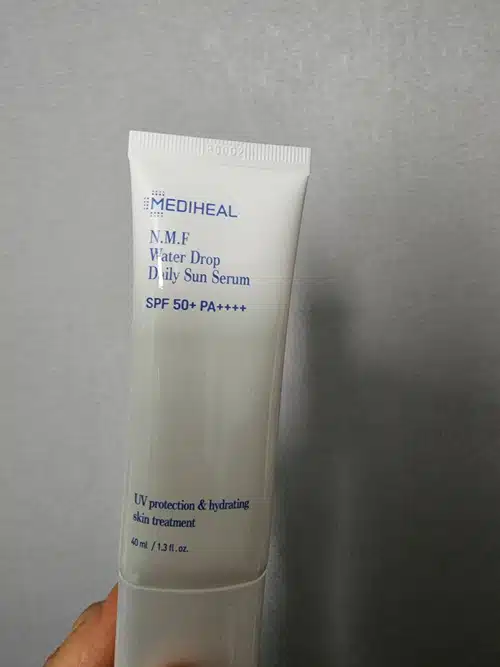 MEDIHEAL
N.M.F
Water Drop
Daily Sun Serum
SPF 50+ PA++++
UV protection & hydrating
skin treatment
40 ml / 1.3 fl. oz.